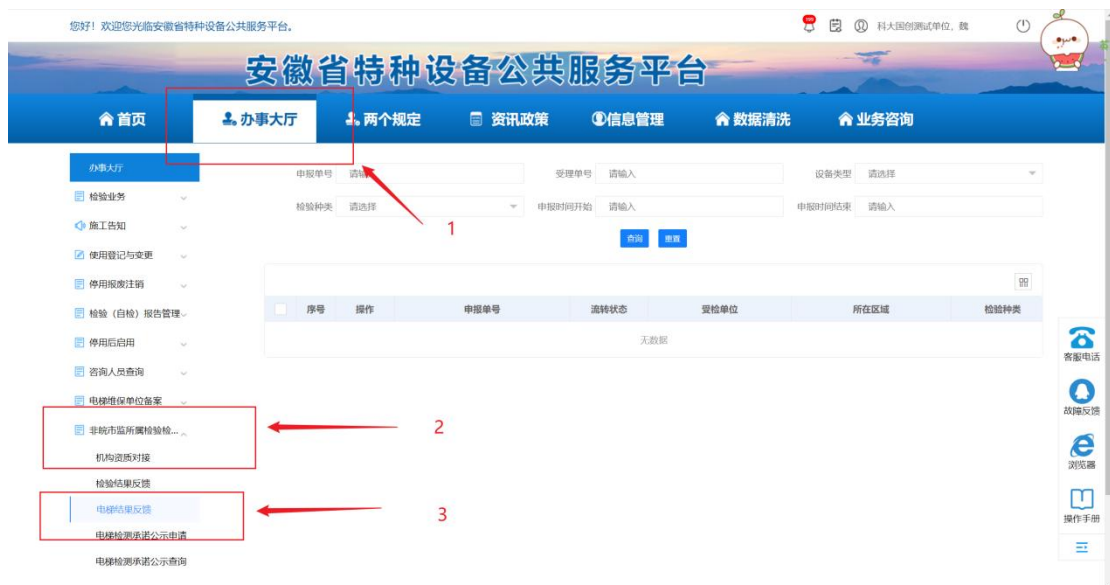 您好！欢迎您光临安徽省特种设备公共服务平台。 科大国创测试单位，魏
安徽省特种设备公共服务平台
首页 办事大厅 两个规定 资讯政策 信息管理 数据清洗 业务咨询
办事大厅
检验业务
施工告知
使用登记与变更
停用报废注销
检验（自检）报告管理
停用后启用
咨询人员查询
电梯维保单位备案
非皖市监所属检验检...
机构资质对接
检验结果反馈
电梯结果反馈
电梯检测承诺公示申请
电梯检测承诺公示查询
申报单号 请输 受理单号 请输入 设备类型 请选择
检验种类 请选择 申报时间开始 请输入 申报时间结束 请输入
查询 重置
序号 操作 申报单号 流转状态 受检单位 所在区域 检验种类
无数据
1
2
3
客服电话
故障反馈
浏览器
操作手册